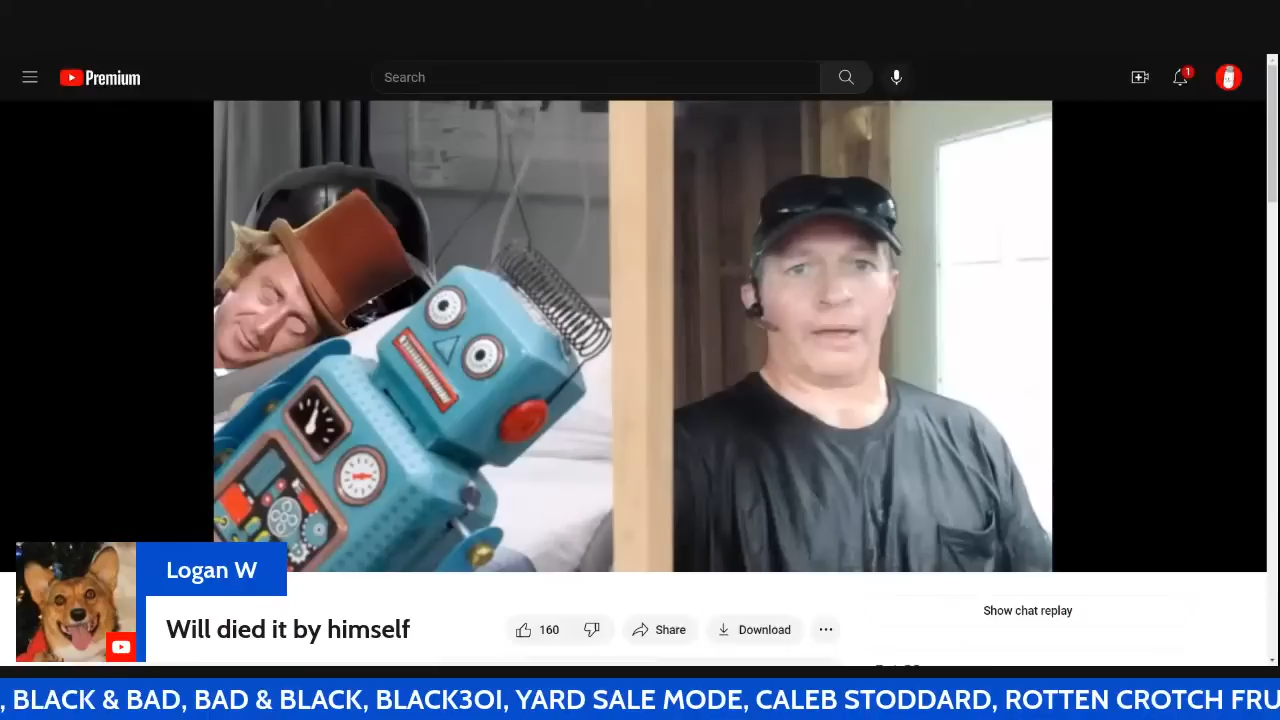 Premium
Search
1
Logan W
Will died it by himself
160
Share
Download
Show chat replay
, BLACK & BAD, BAD & BLACK, BLACK3OI, YARD SALE MODE, CALEB STODDARD, ROTTEN CROTCH FRU